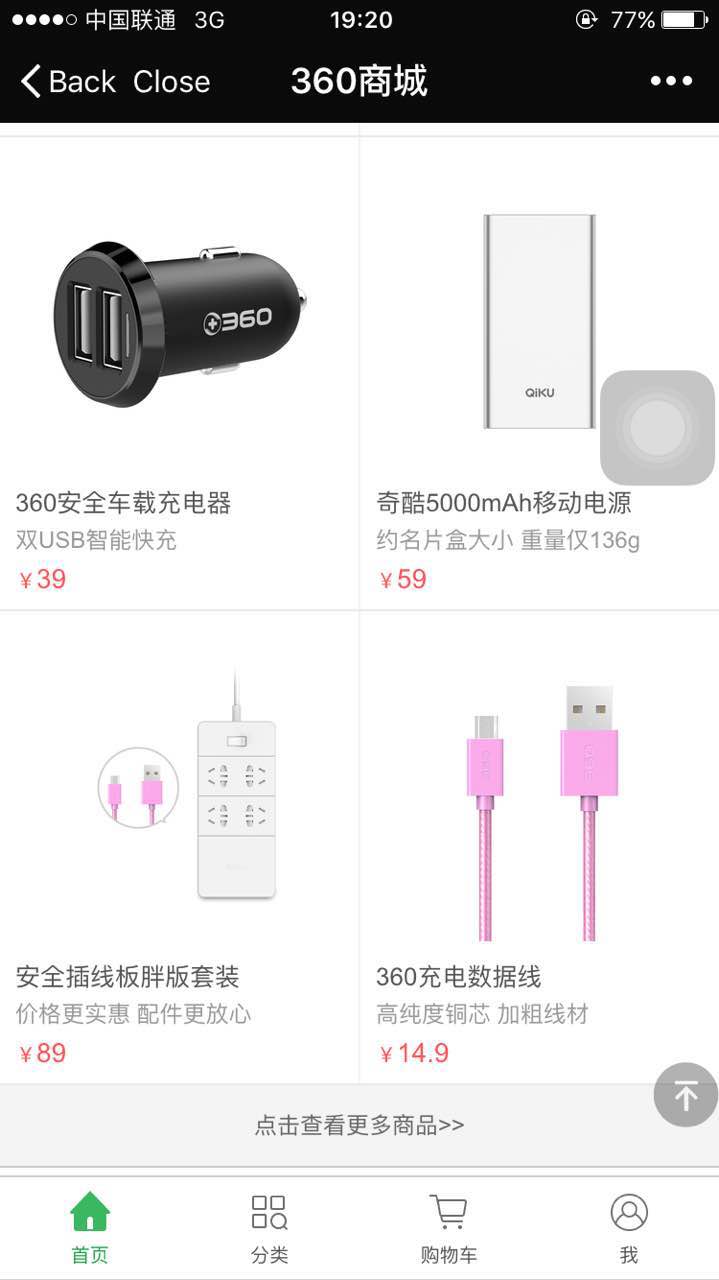 中国联通 3G 19:20 77%
Back Close 360商城
360
QiKU
360安全车载充电器
双USB智能快充
￥39
奇酷5000mAh移动电源
约名片盒大小 重量仅136g
￥59
安全插线板胖版套装
价格更实惠 配件更放心
￥89
360充电数据线
高纯度铜芯 加粗线材
￥14.9
点击查看更多商品>>
首页 分类 购物车 我